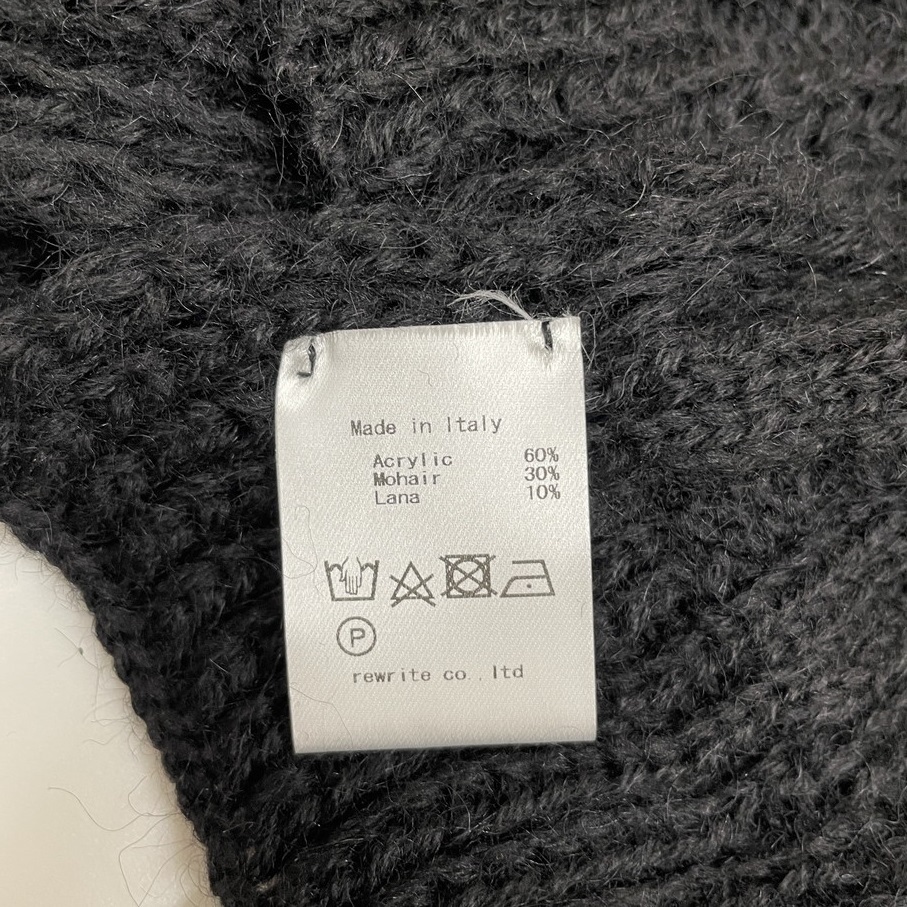 Made in Italy
Acrylic 60%
Mohair 30%
Lana 10%
P
rewrite co., ltd